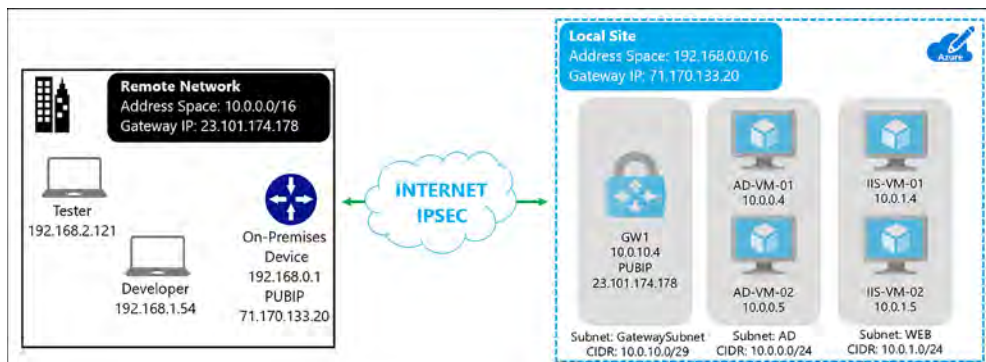 Remote Network
Address Space: 10.0.0.0/16
Gateway IP: 23.101.174.178
Tester
192.168.2.121
Developer
192.168.1.54
On-Premises
Device
192.168.0.1
PUBIP
71.170.133.20
INTERNET
IPSEC
Local Site
Address Space: 192.168.0.0/16
Gateway IP: 71.170.133.20
Azure
GW1
10.0.10.4
PUBIP
23.101.174.178
Subnet: GatewaySubnet
CIDR: 10.0.10.0/29
AD-VM-01
10.0.0.4
AD-VM-02
10.0.0.5
Subnet: AD
CIDR: 10.0.0.0/24
IIS-VM-01
10.0.1.4
IIS-VM-02
10.0.1.5
Subnet: WEB
CIDR: 10.0.1.0/24